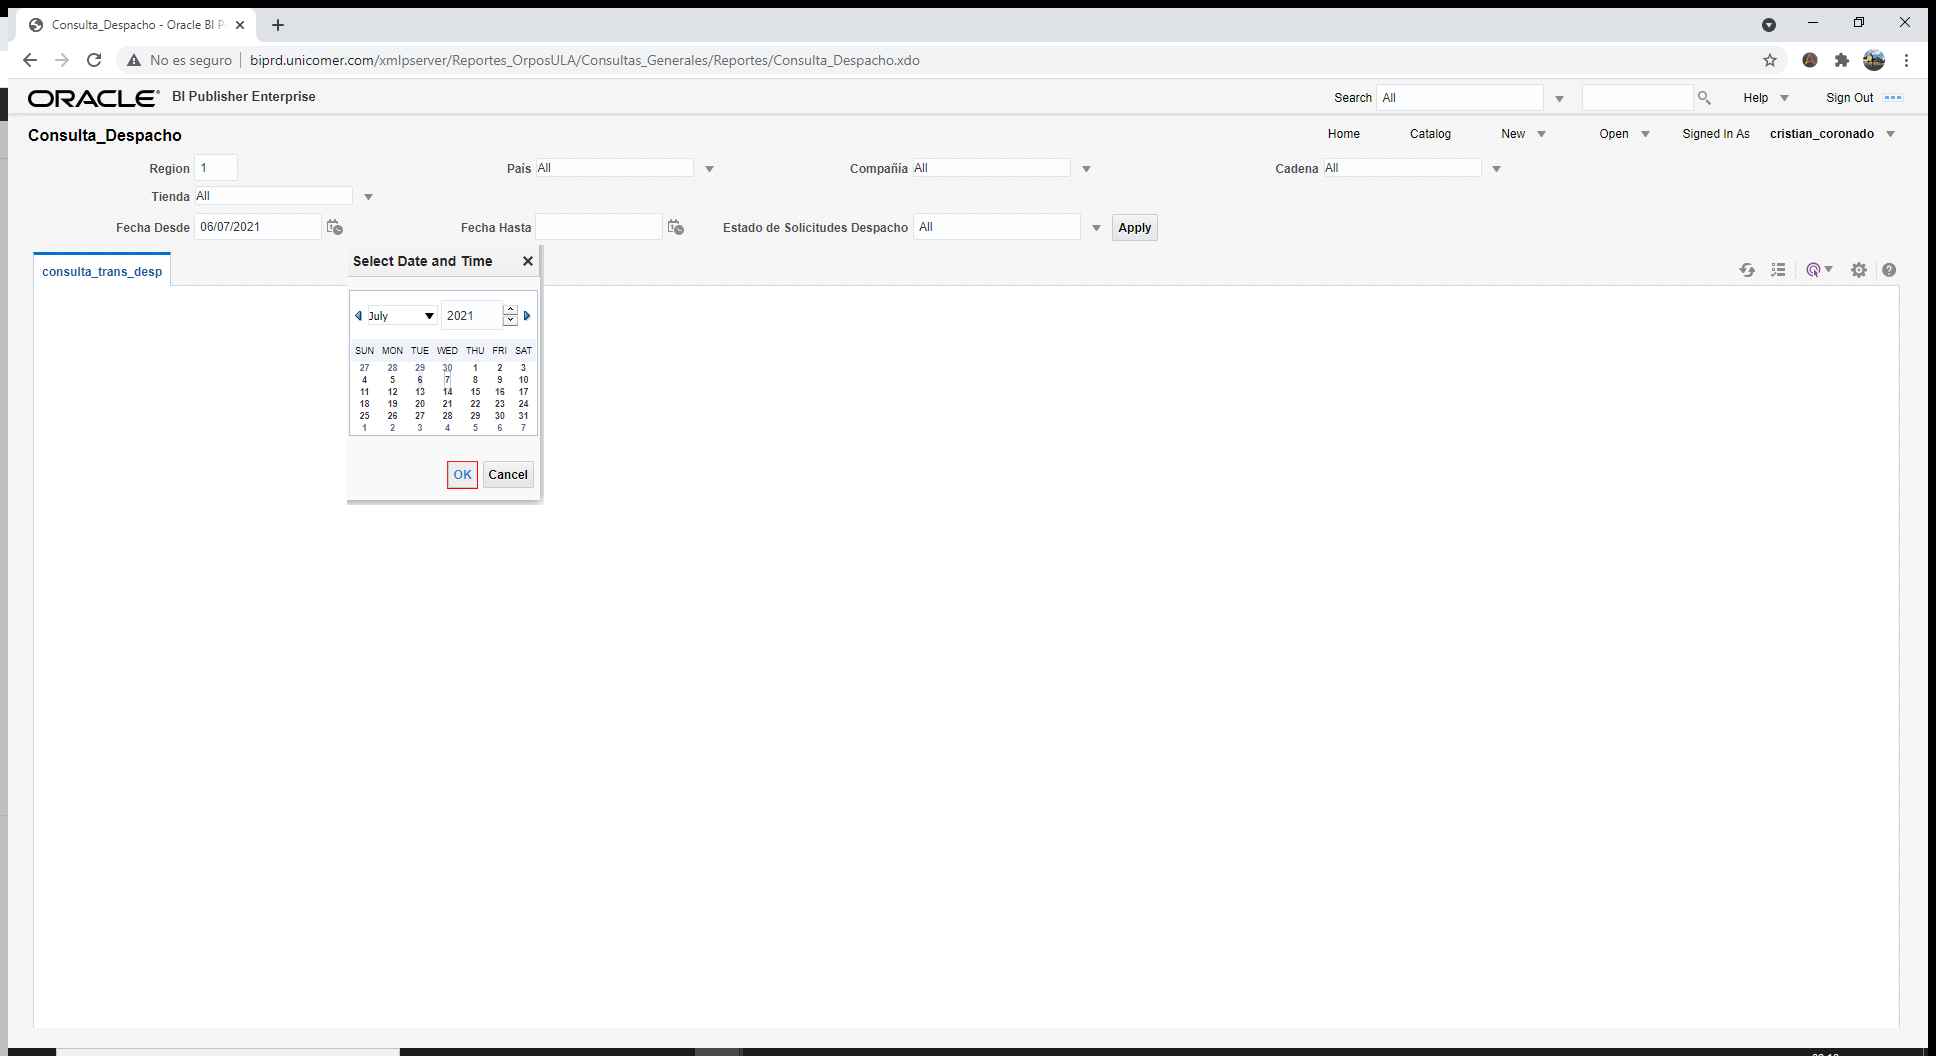 Consulta_Despacho - Oracle BI P
No es seguro biprd.unicomer.com/xmlpserver/Reportes_OrposULA/Consultas_Generales/Reportes/Consulta_Despacho.xdo
ORACLE BI Publisher Enterprise Search All Help Sign Out
Consulta_Despacho Home Catalog New Open Signed In As cristian_coronado
Region 1 País All Compañía All Cadena All
Tienda All
Fecha Desde 06/07/2021 Fecha Hasta Estado de Solicitudes Despacho All Apply
consulta_trans_desp
Select Date and Time
July 2021
SUN MON TUE WED THU FRI SAT
27 28 29 30 1 2 3
4 5 6 7 8 9 10
11 12 13 14 15 16 17
18 19 20 21 22 23 24
25 26 27 28 29 30 31
1 2 3 4 5 6 7
OK Cancel